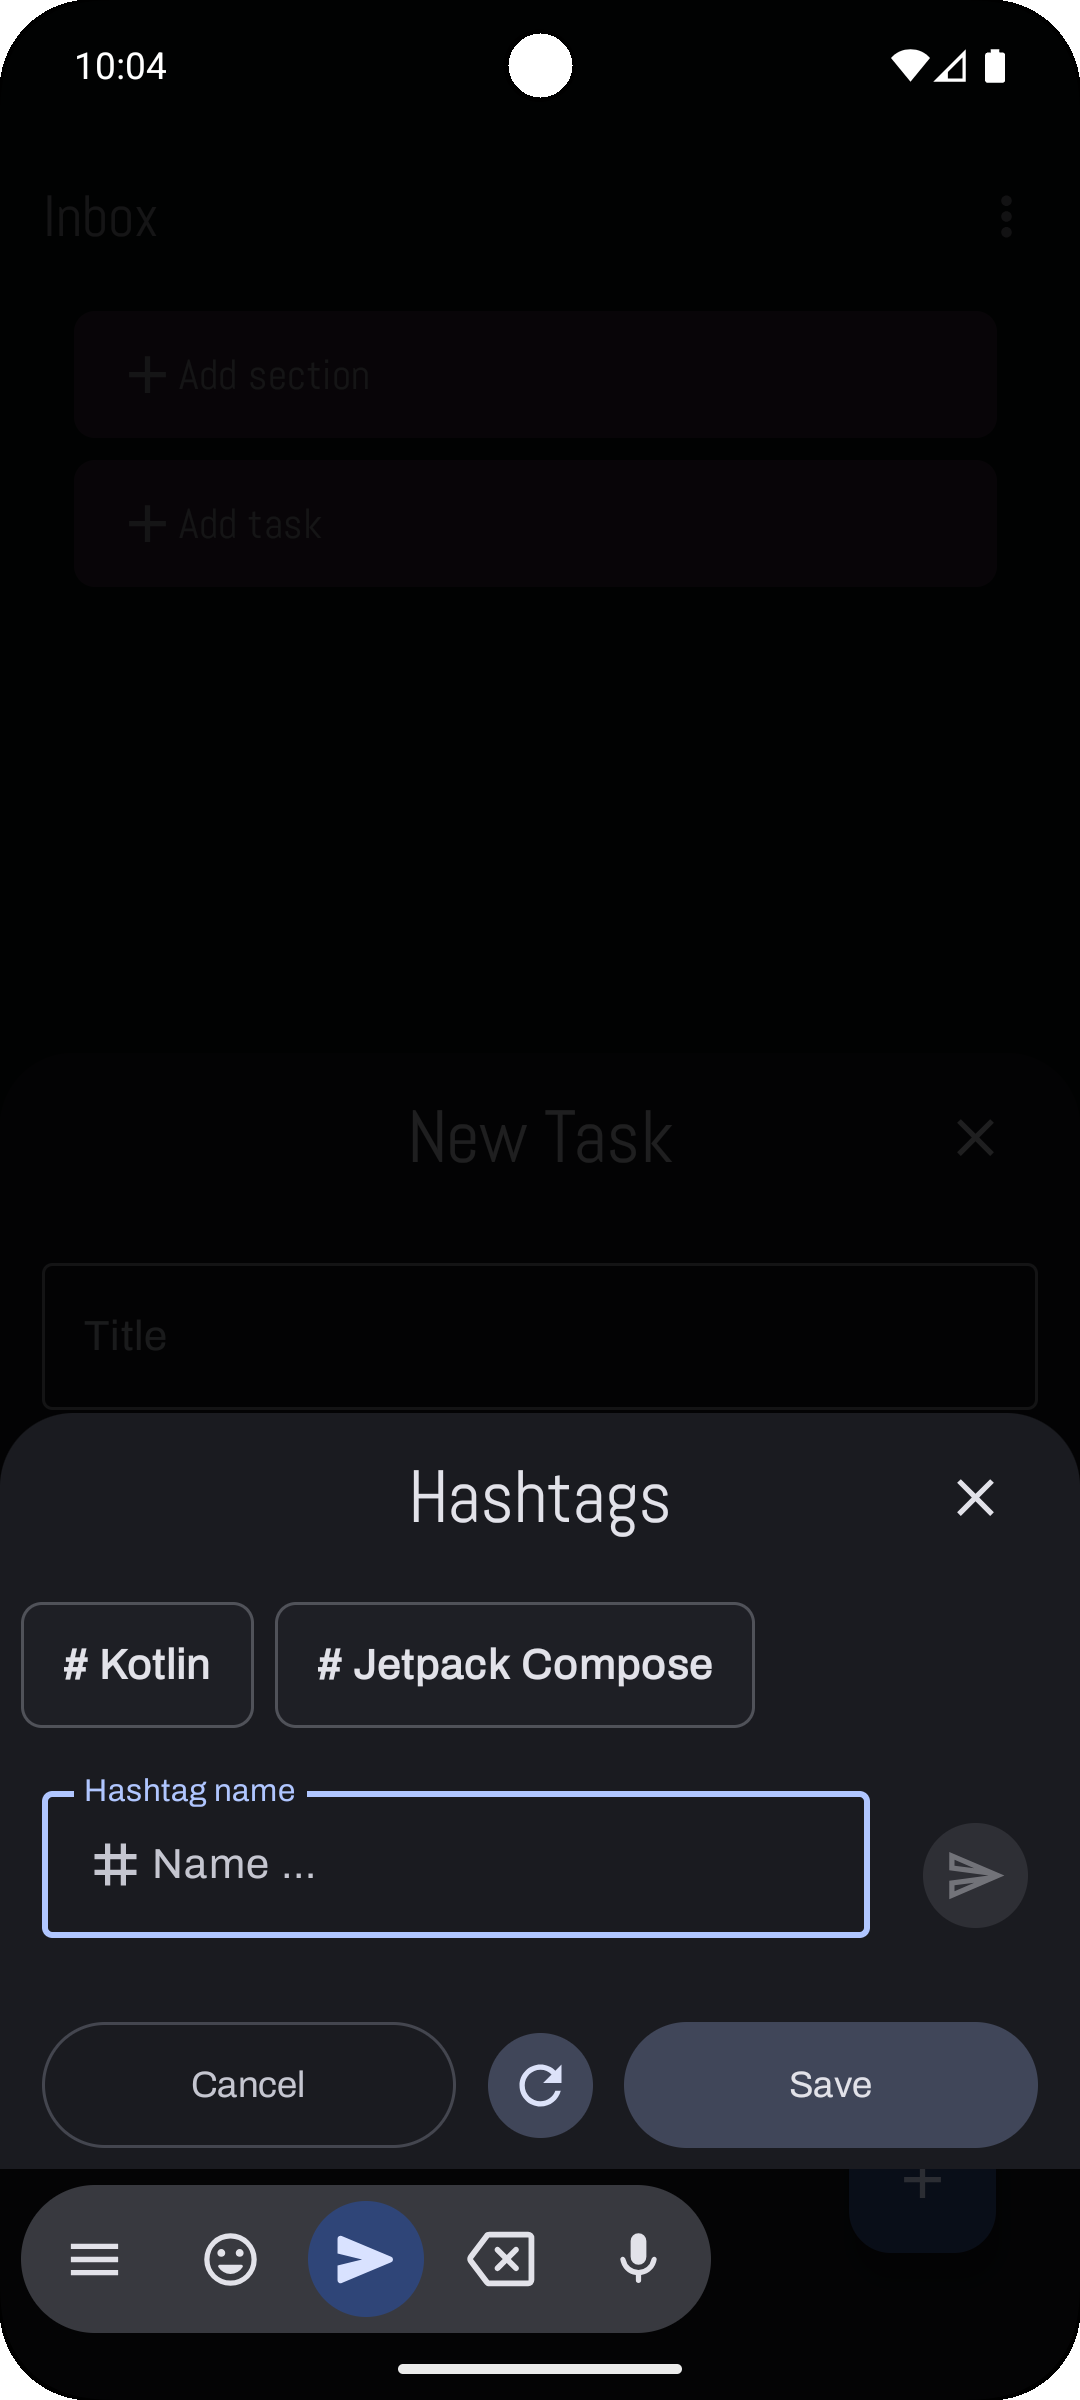 10:04
Inbox
Add section
Add task
New Task
Title
Hashtags
# Kotlin
# Jetpack Compose
Hashtag name
# Name ...
Cancel
Save